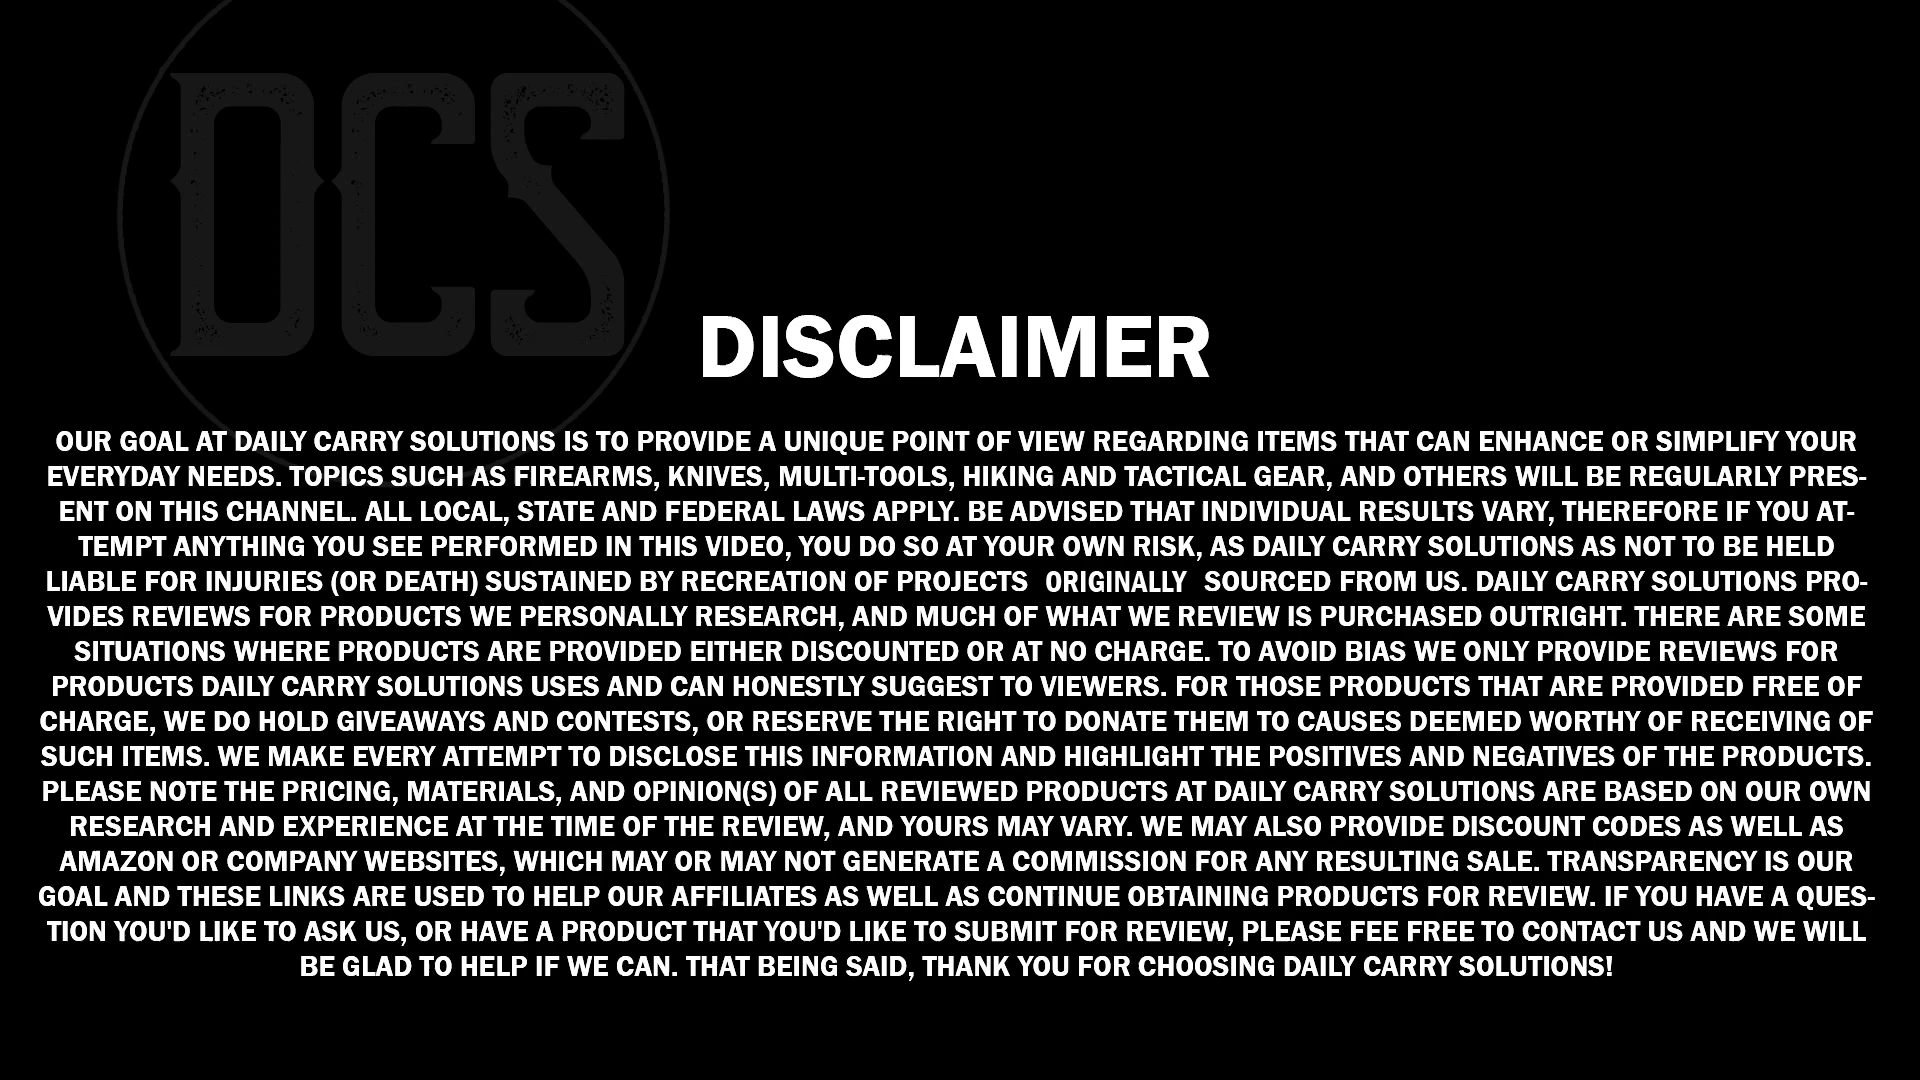 DCS
DISCLAIMER
OUR GOAL AT DAILY CARRY SOLUTIONS IS TO PROVIDE A UNIQUE POINT OF VIEW REGARDING ITEMS THAT CAN ENHANCE OR SIMPLIFY YOUR
EVERYDAY NEEDS. TOPICS SUCH AS FIREARMS, KNIVES, MULTI-TOOLS, HIKING AND TACTICAL GEAR, AND OTHERS WILL BE REGULARLY PRES-
ENT ON THIS CHANNEL. ALL LOCAL, STATE AND FEDERAL LAWS APPLY. BE ADVISED THAT INDIVIDUAL RESULTS VARY, THEREFORE IF YOU AT-
TEMPT ANYTHING YOU SEE PERFORMED IN THIS VIDEO, YOU DO SO AT YOUR OWN RISK, AS DAILY CARRY SOLUTIONS AS NOT TO BE HELD
LIABLE FOR INJURIES (OR DEATH) SUSTAINED BY RECREATION OF PROJECTS ORIGINALLY SOURCED FROM US. DAILY CARRY SOLUTIONS PRO-
VIDES REVIEWS FOR PRODUCTS WE PERSONALLY RESEARCH, AND MUCH OF WHAT WE REVIEW IS PURCHASED OUTRIGHT. THERE ARE SOME
SITUATIONS WHERE PRODUCTS ARE PROVIDED EITHER DISCOUNTED OR AT NO CHARGE. TO AVOID BIAS WE ONLY PROVIDE REVIEWS FOR
PRODUCTS DAILY CARRY SOLUTIONS USES AND CAN HONESTLY SUGGEST TO VIEWERS. FOR THOSE PRODUCTS THAT ARE PROVIDED FREE OF
CHARGE, WE DO HOLD GIVEAWAYS AND CONTESTS, OR RESERVE THE RIGHT TO DONATE THEM TO CAUSES DEEMED WORTHY OF RECEIVING OF
SUCH ITEMS. WE MAKE EVERY ATTEMPT TO DISCLOSE THIS INFORMATION AND HIGHLIGHT THE POSITIVES AND NEGATIVES OF THE PRODUCTS.
PLEASE NOTE THE PRICING, MATERIALS, AND OPINION(S) OF ALL REVIEWED PRODUCTS AT DAILY CARRY SOLUTIONS ARE BASED ON OUR OWN
RESEARCH AND EXPERIENCE AT THE TIME OF THE REVIEW, AND YOURS MAY VARY. WE MAY ALSO PROVIDE DISCOUNT CODES AS WELL AS
AMAZON OR COMPANY WEBSITES, WHICH MAY OR MAY NOT GENERATE A COMMISSION FOR ANY RESULTING SALE. TRANSPARENCY IS OUR
GOAL AND THESE LINKS ARE USED TO HELP OUR AFFILIATES AS WELL AS CONTINUE OBTAINING PRODUCTS FOR REVIEW. IF YOU HAVE A QUES-
TION YOU'D LIKE TO ASK US, OR HAVE A PRODUCT THAT YOU'D LIKE TO SUBMIT FOR REVIEW, PLEASE FEE FREE TO CONTACT US AND WE WILL
BE GLAD TO HELP IF WE CAN. THAT BEING SAID, THANK YOU FOR CHOOSING DAILY CARRY SOLUTIONS!